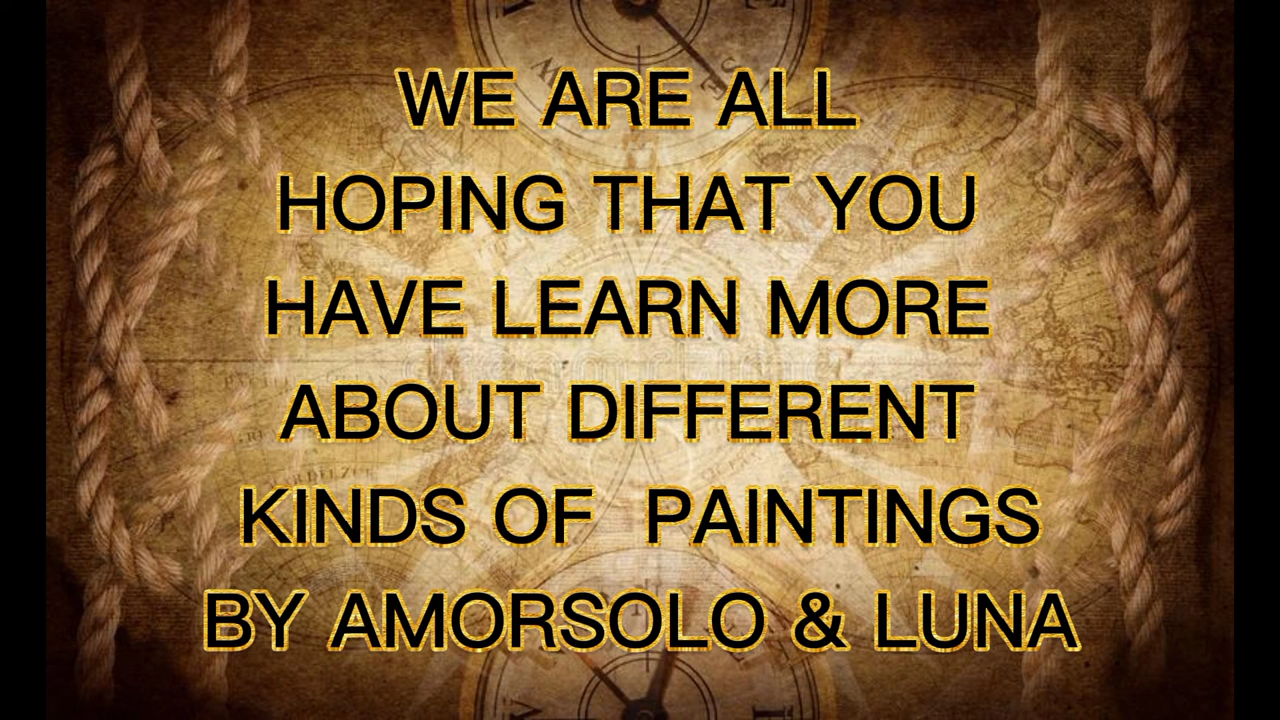 WE ARE ALL
HOPING THAT YOU
HAVE LEARN MORE
ABOUT DIFFERENT
KINDS OF  PAINTINGS
BY AMORSOLO & LUNA